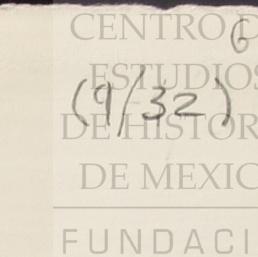 CENTRO D
6
ESTUDIOS
(9/32)
DE HISTOR
DE MEXIC
FUNDACI